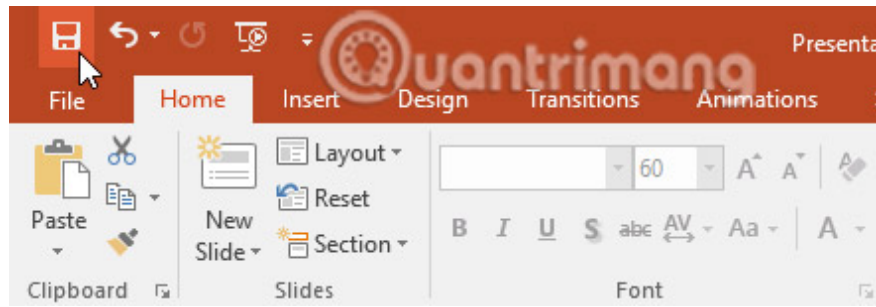 Quantrimang
Presenta
File Home Insert Design Transitions Animations
Layout
Reset
Section
Paste
New
Slide
60
A A A
B I U S abc AV Aa A
Clipboard Slides Font